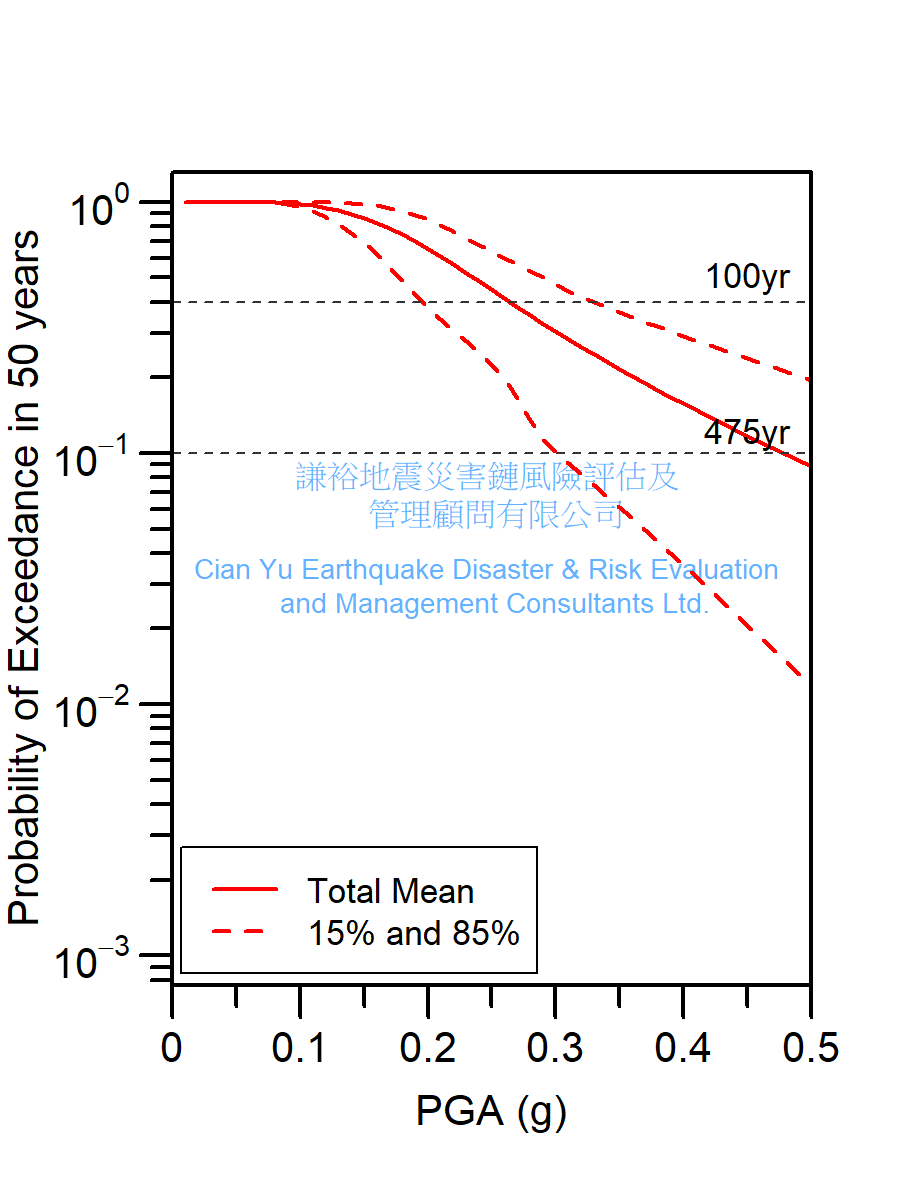 Probability of Exceedance in 50 years
10⁰
10⁻¹
10⁻²
10⁻³
100yr
475yr
謙裕地震災害鏈風險評估及
管理顧問有限公司
Cian Yu Earthquake Disaster & Risk Evaluation
and Management Consultants Ltd.
Total Mean
15% and 85%
0 0.1 0.2 0.3 0.4 0.5
PGA (g)